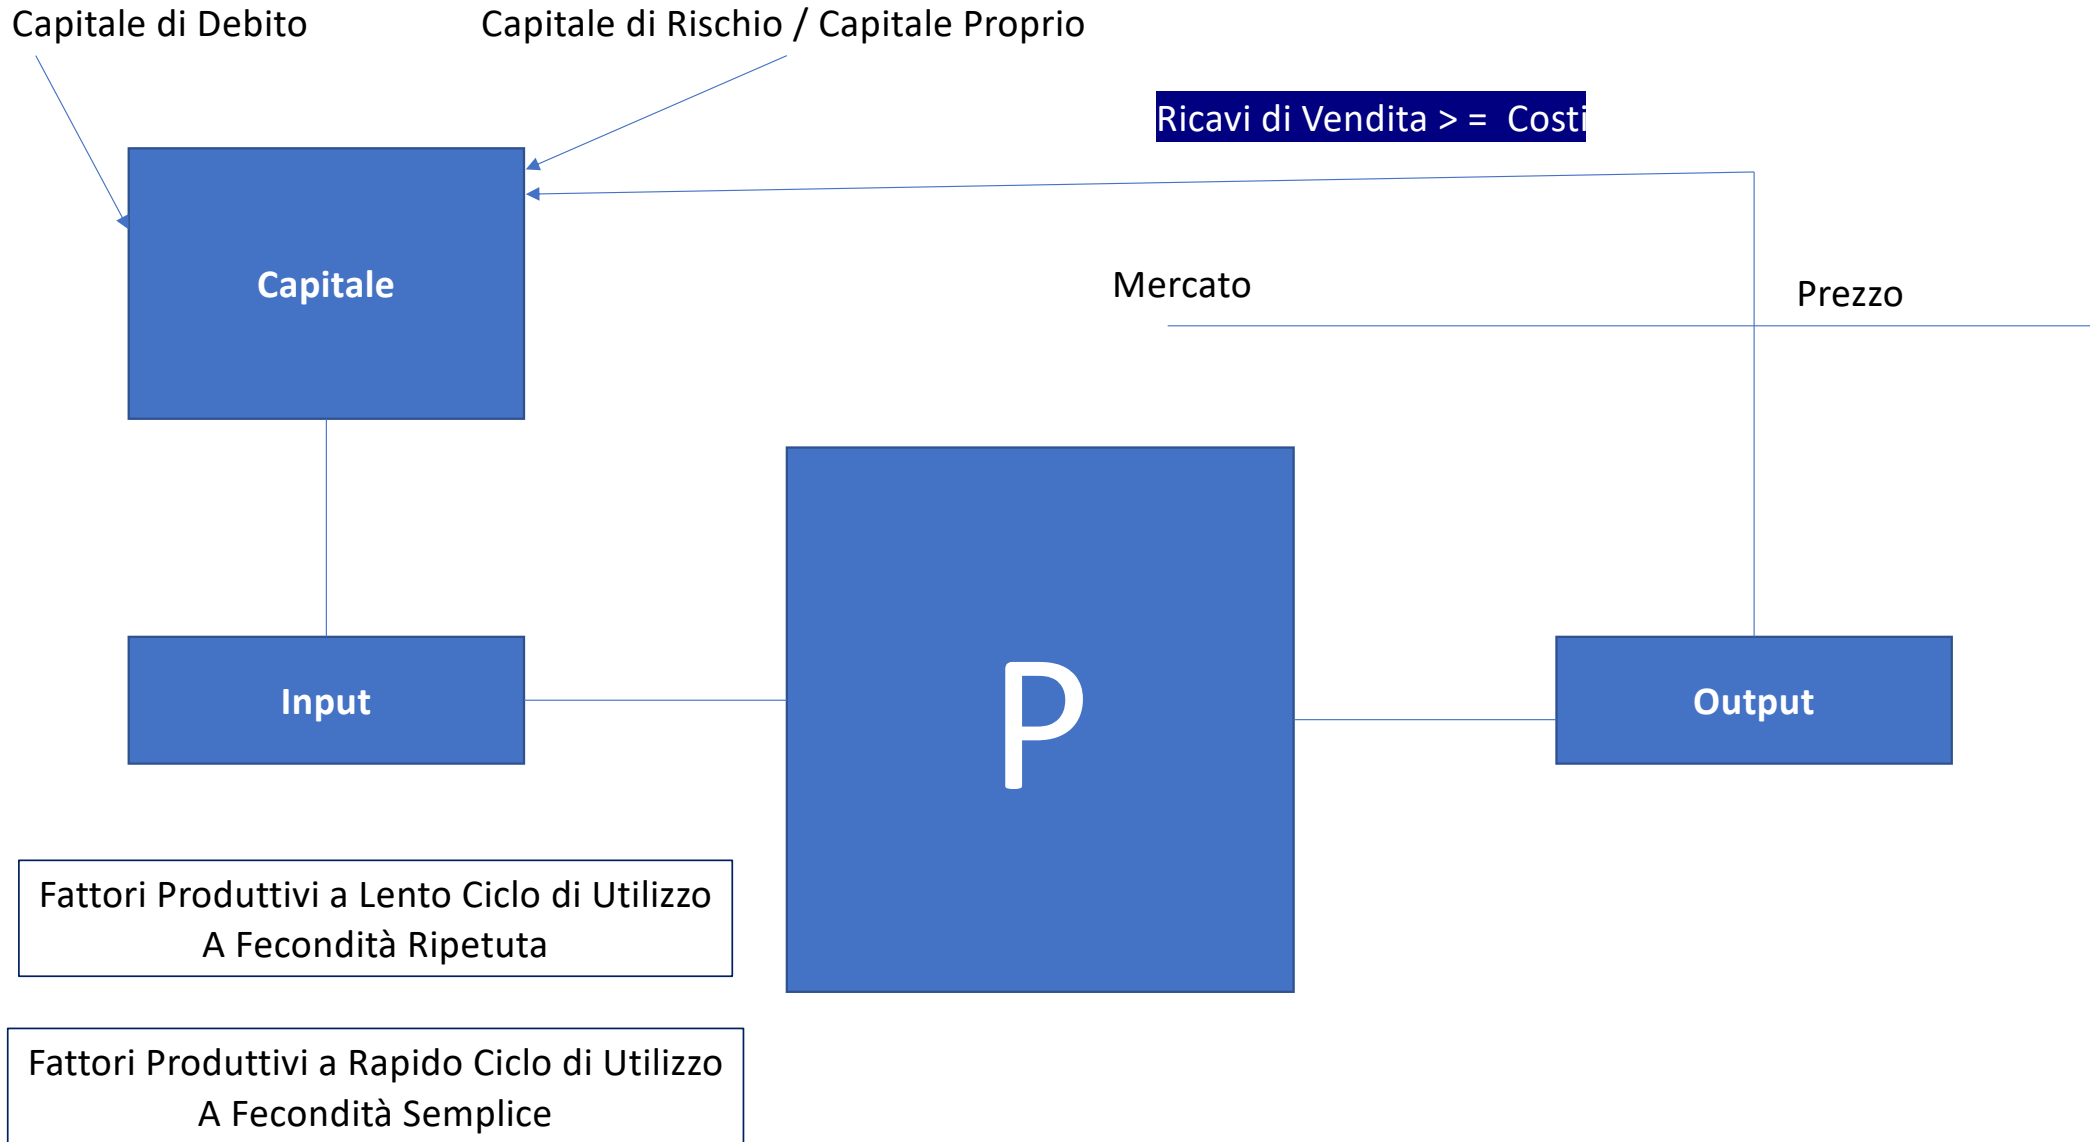 Capitale di Debito
Capitale di Rischio / Capitale Proprio
Ricavi di Vendita > = Costi
Capitale
Mercato
Prezzo
Input
P
Output
Fattori Produttivi a Lento Ciclo di Utilizzo
A Fecondità Ripetuta
Fattori Produttivi a Rapido Ciclo di Utilizzo
A Fecondità Semplice